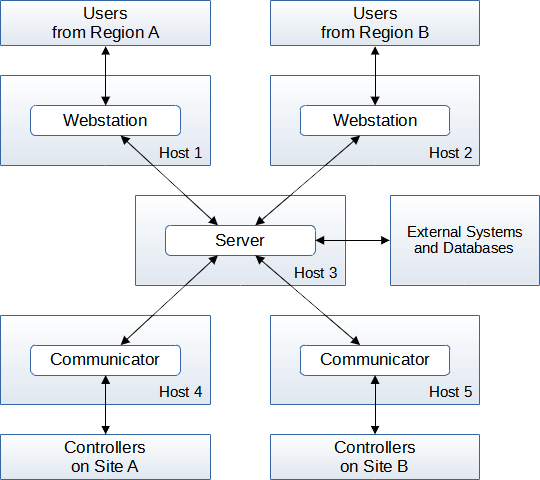 Users
from Region A
Users
from Region B
Webstation
Host 1
Webstation
Host 2
Server
Host 3
External Systems
and Databases
Communicator
Host 4
Communicator
Host 5
Controllers
on Site A
Controllers
on Site B